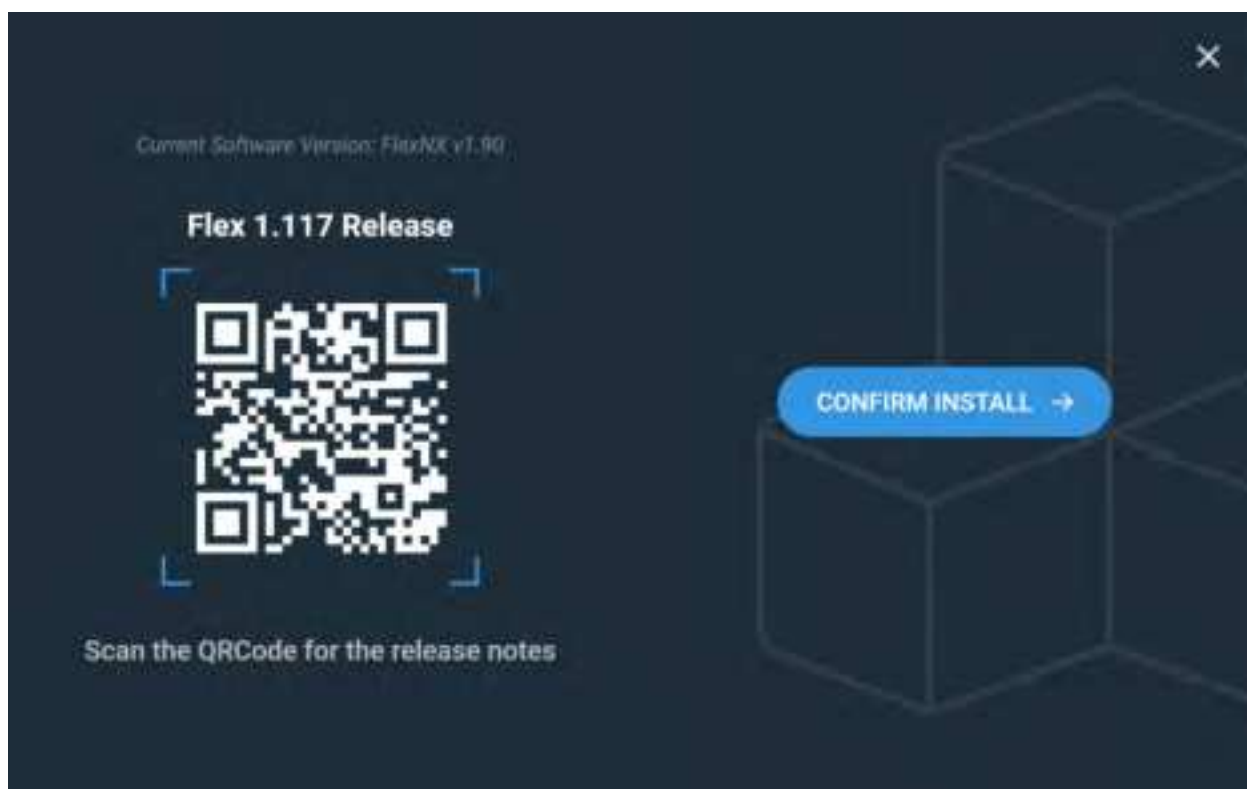 Current Software Version: FlexNX v1.90
Flex 1.117 Release
CONFIRM INSTALL →
Scan the QRCode for the release notes